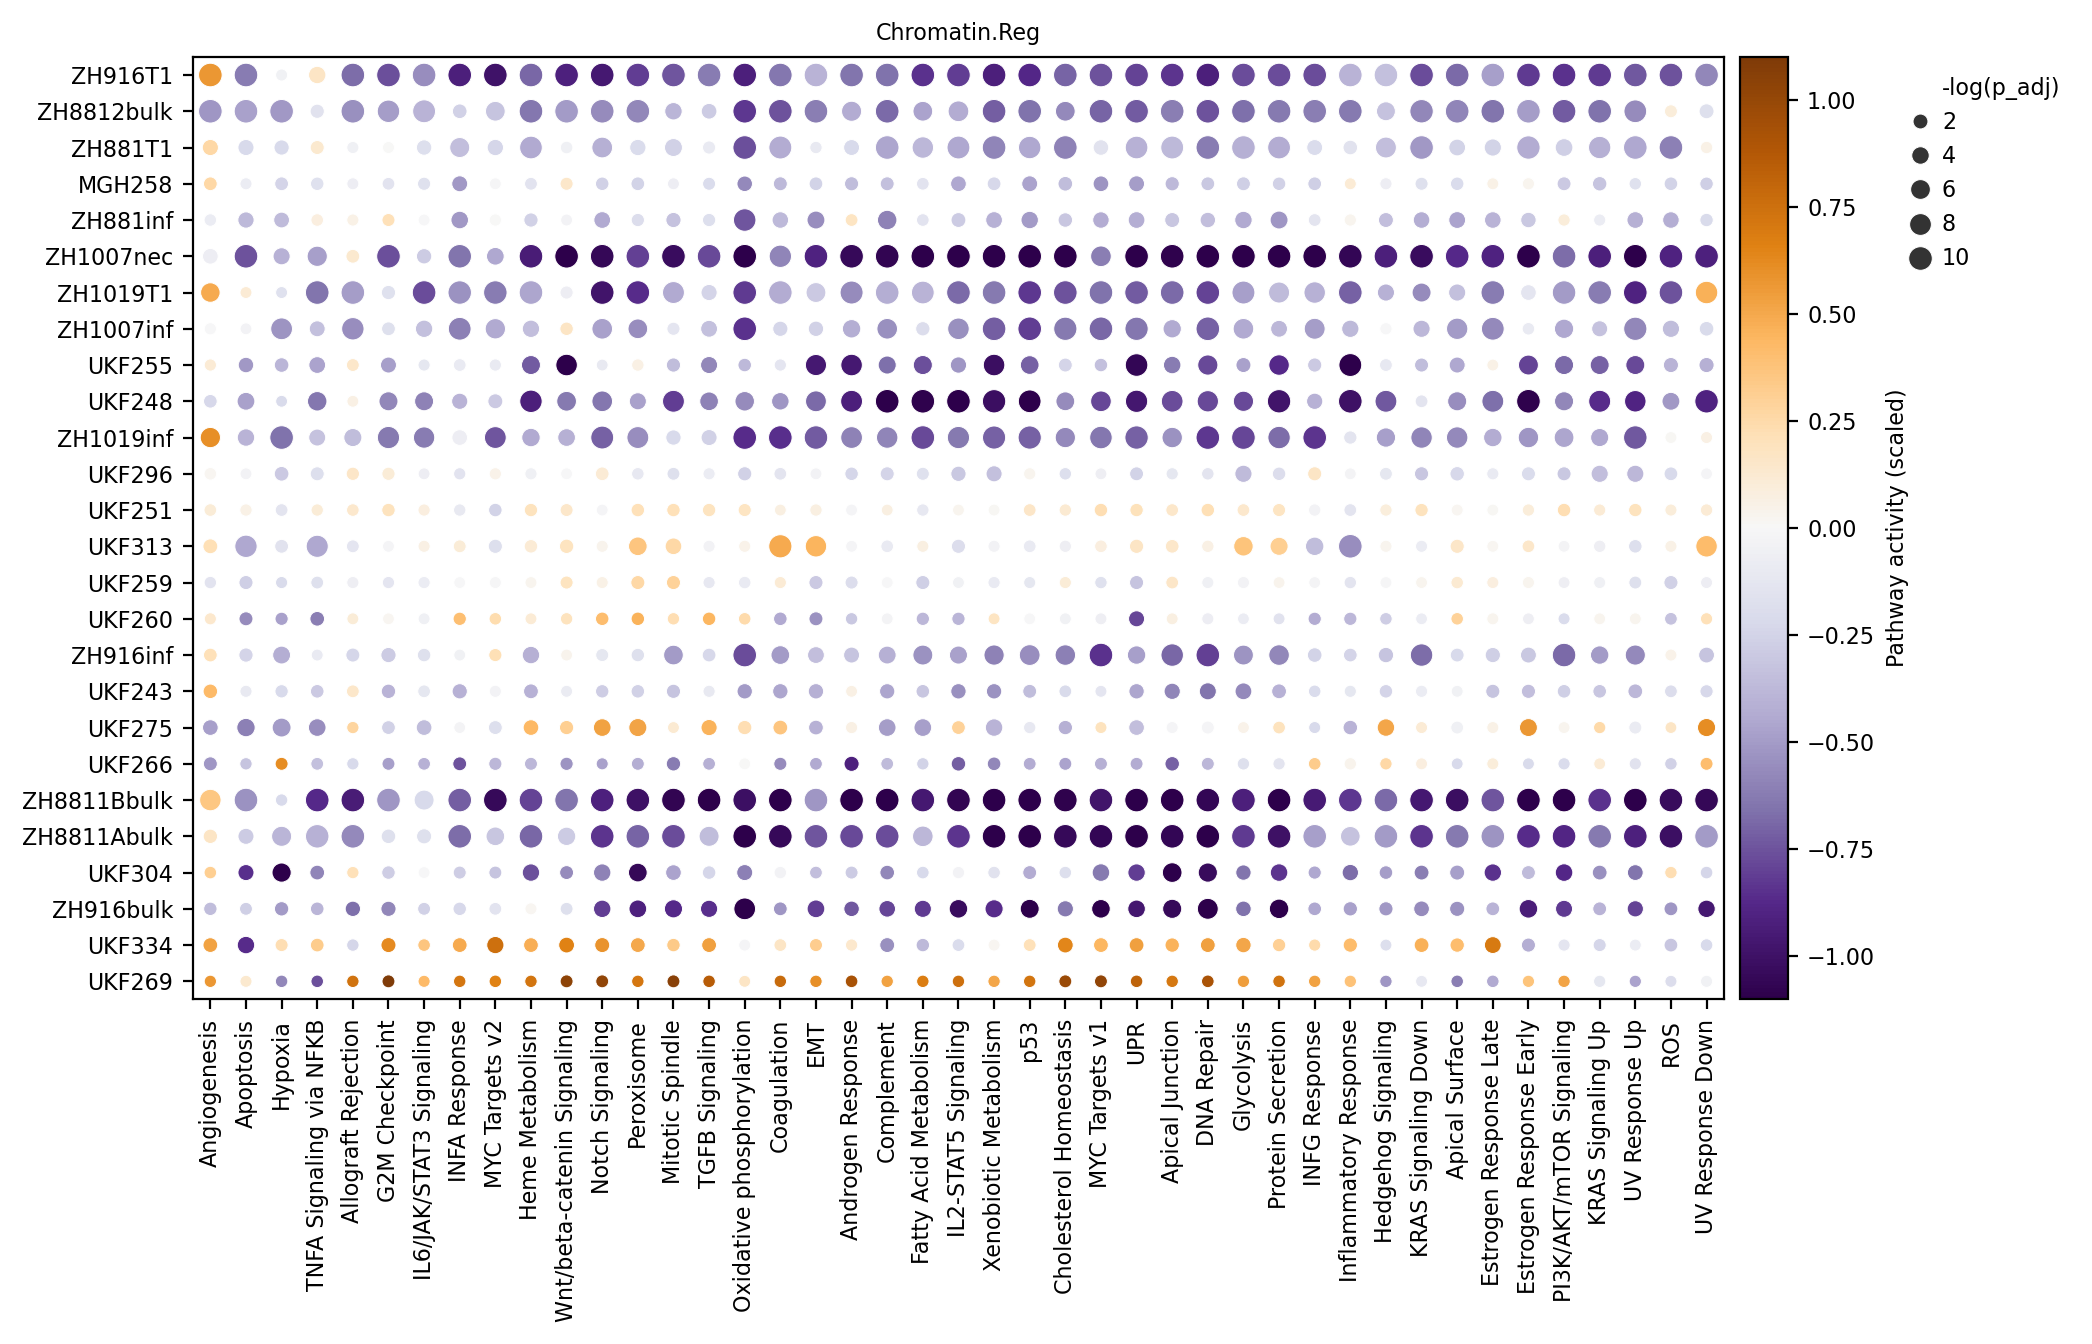 Chromatin.Reg
ZH916T1
ZH8812bulk
ZH881T1
MGH258
ZH881inf
ZH1007nec
ZH1019T1
ZH1007inf
UKF255
UKF248
ZH1019inf
UKF296
UKF251
UKF313
UKF259
UKF260
ZH916inf
UKF243
UKF275
UKF266
ZH8811Bbulk
ZH8811Abulk
UKF304
ZH916bulk
UKF334
UKF269
Angiogenesis
Apoptosis
Hypoxia
TNFA Signaling via NFKB
Allograft Rejection
G2M Checkpoint
IL6/JAK/STAT3 Signaling
INFA Response
MYC Targets v2
Heme Metabolism
Wnt/beta-catenin Signaling
Notch Signaling
Peroxisome
Mitotic Spindle
TGFB Signaling
Oxidative phosphorylation
Coagulation
EMT
Androgen Response
Complement
Fatty Acid Metabolism
IL2-STAT5 Signaling
Xenobiotic Metabolism
p53
Cholesterol Homeostasis
MYC Targets v1
UPR
Apical Junction
DNA Repair
Glycolysis
Protein Secretion
INFG Response
Inflammatory Response
Hedgehog Signaling
KRAS Signaling Down
Apical Surface
Estrogen Response Late
Estrogen Response Early
PI3K/AKT/mTOR Signaling
KRAS Signaling Up
UV Response Up
ROS
UV Response Down
1.00
0.75
0.50
0.25
0.00
−0.25
−0.50
−0.75
−1.00
Pathway activity (scaled)
-log(p_adj)
2
4
6
8
10